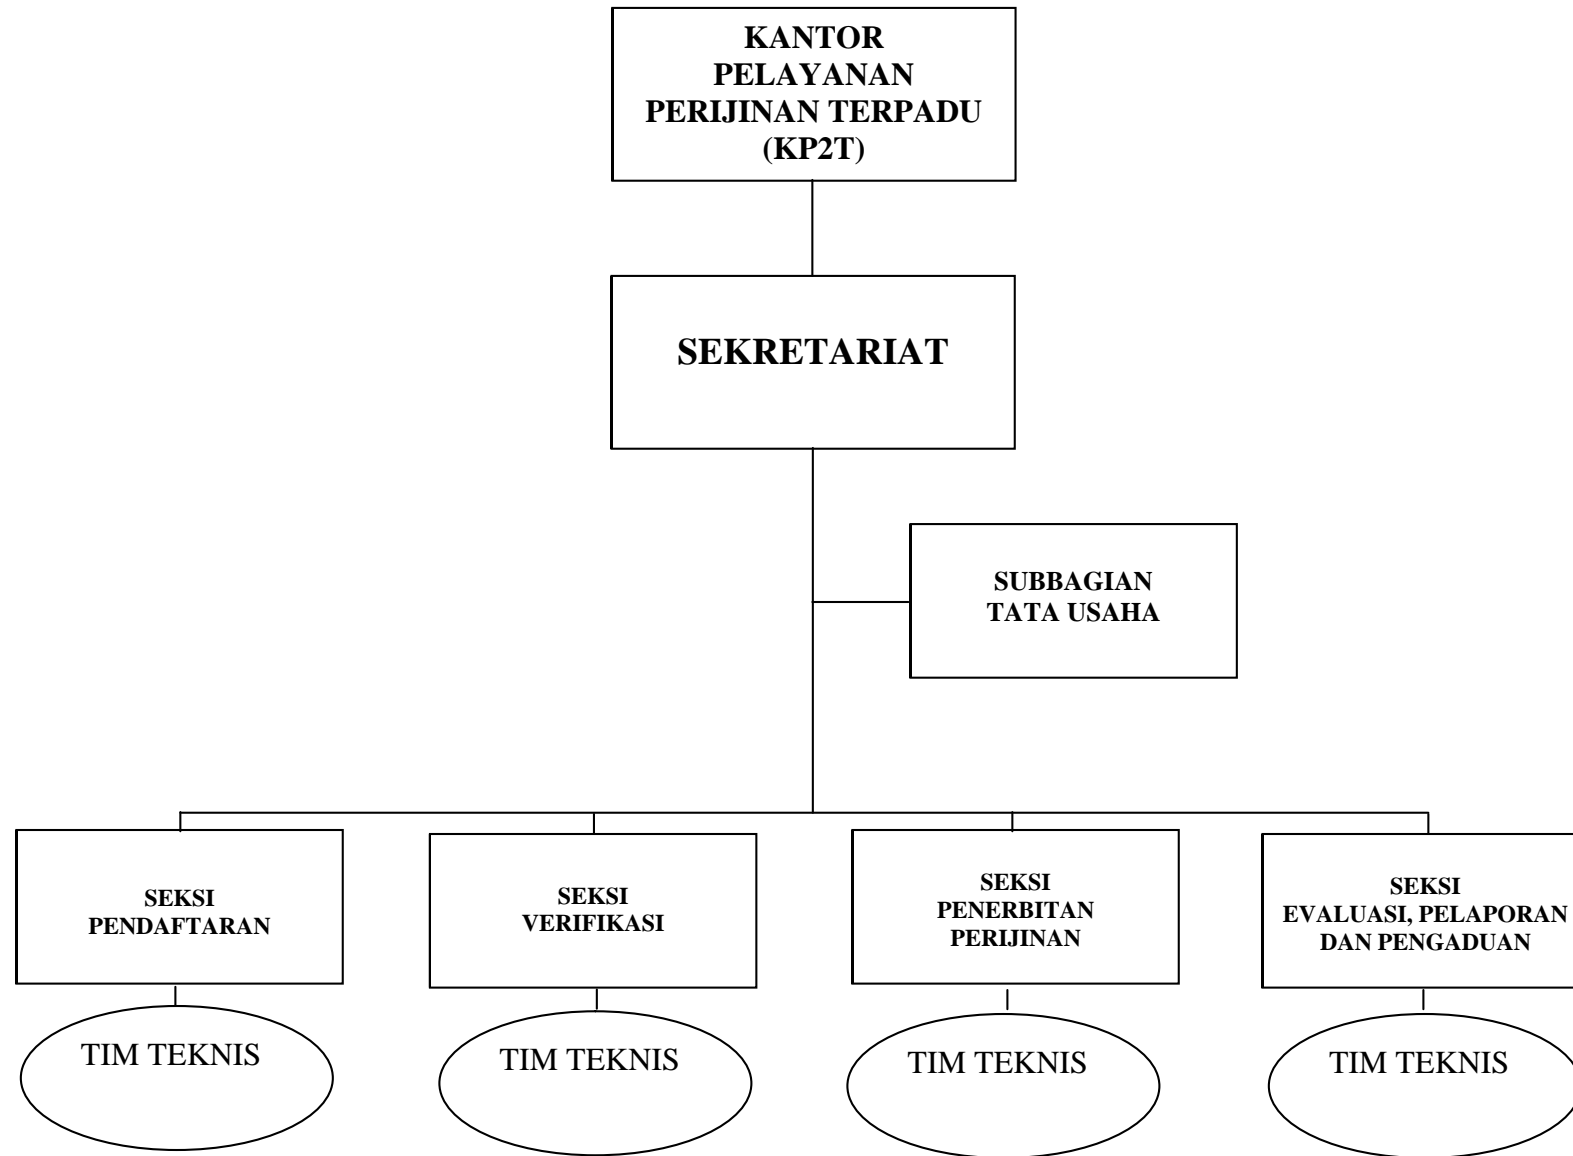 KANTOR
PELAYANAN
PERIJINAN TERPADU
(KP2T)
SEKRETARIAT
SUBBAGIAN
TATA USAHA
SEKSI
PENDAFTARAN
SEKSI
VERIFIKASI
SEKSI
PENERBITAN
PERIJINAN
SEKSI
EVALUASI, PELAPORAN
DAN PENGADUAN
TIM TEKNIS
TIM TEKNIS
TIM TEKNIS
TIM TEKNIS